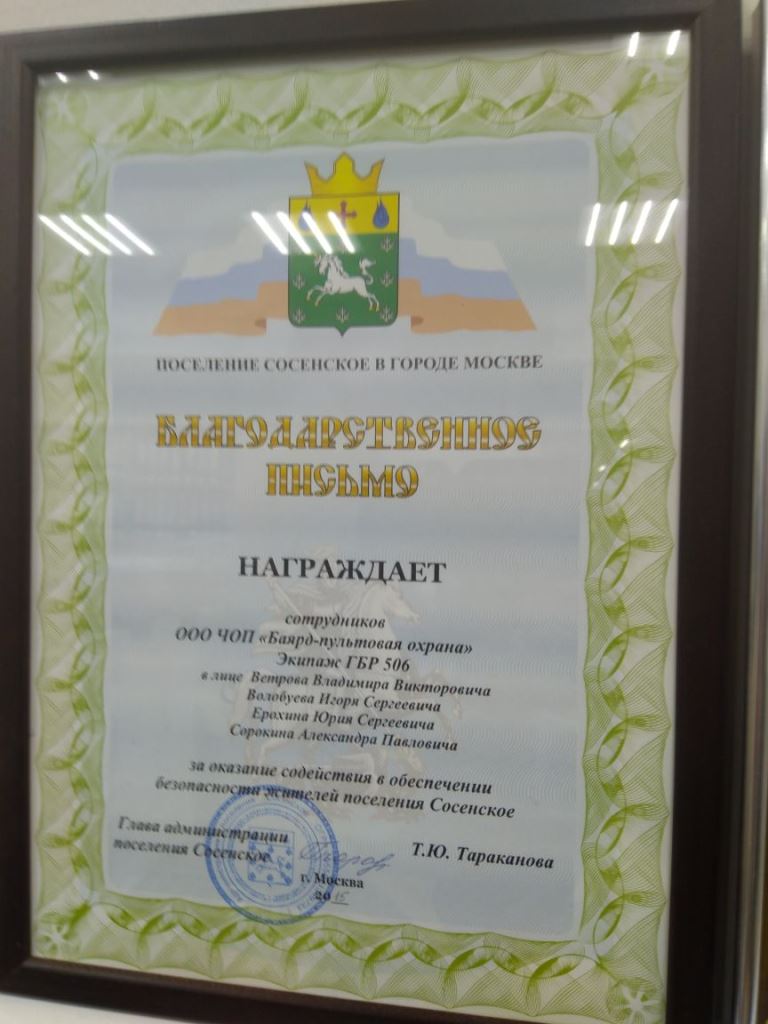 ПОСЕЛЕНИЕ СОСЕНСКОЕ В ГОРОДЕ МОСКВЕ
БЛАГОДАРСТВЕННОЕ
ПИСЬМО
НАГРАЖДАЕТ
сотрудников
ООО ЧОП «Баярд-пультовая охрана»
Экипаж ГБР 506
в лице Ветрова Владимира Викторовича
Волобуева Игоря Сергеевича
Ерохина Юрия Сергеевича
Сорокина Александра Павловича
за оказание содействия в обеспечении
безопасности жителей поселения Сосенское
Глава администрации
поселения Сосенское
Т.Ю. Тараканова
г. Москва
2015